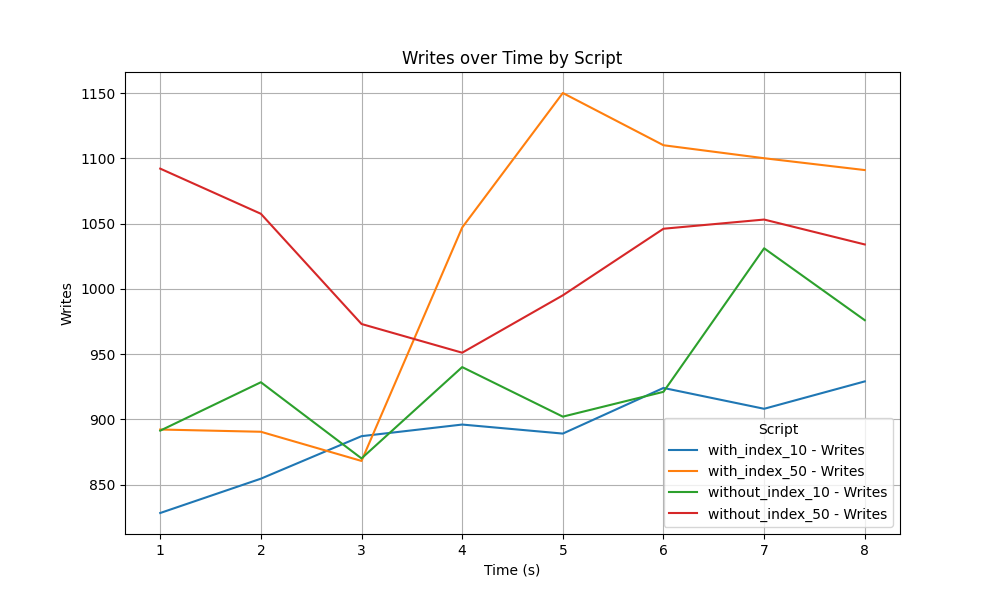 Writes over Time by Script
Writes
1150
1100
1050
1000
950
900
850
1 2 3 4 5 6 7 8
Time (s)
Script
with_index_10 - Writes
with_index_50 - Writes
without_index_10 - Writes
without_index_50 - Writes